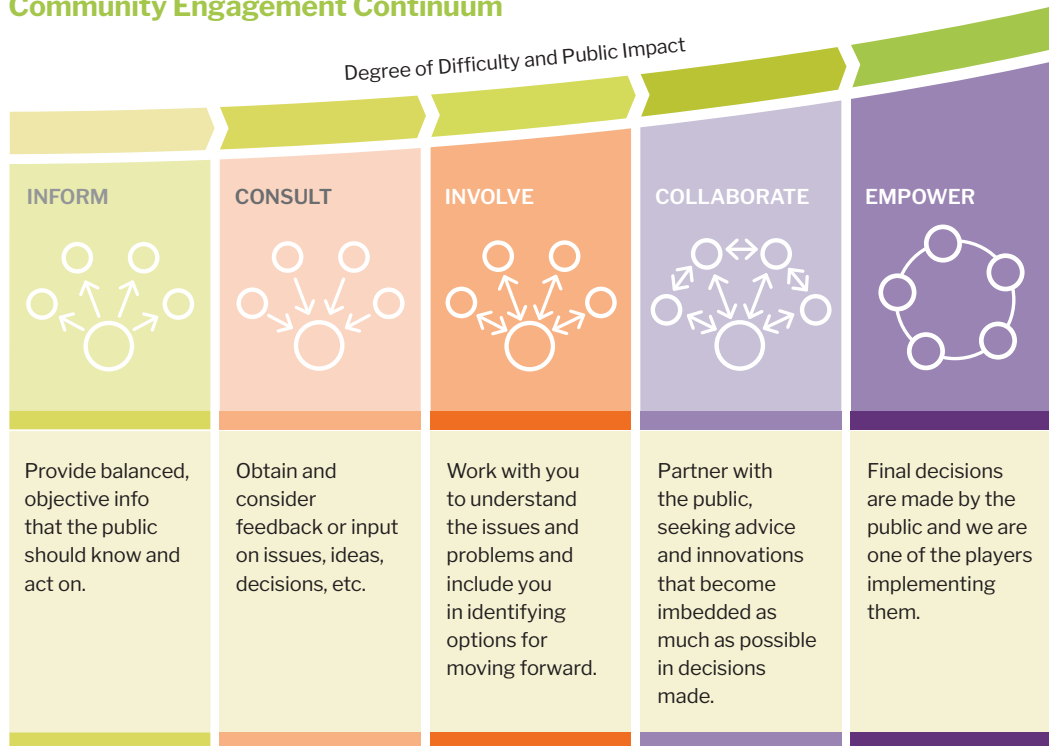 Community Engagement Continuum
Degree of Difficulty and Public Impact
INFORM
Provide balanced,
objective info
that the public
should know and
act on.
CONSULT
Obtain and
consider
feedback or input
on issues, ideas,
decisions, etc.
INVOLVE
Work with you
to understand
the issues and
problems and
include you
in identifying
options for
moving forward.
COLLABORATE
Partner with
the public,
seeking advice
and innovations
that become
imbedded as
much as possible
in decisions
made.
EMPOWER
Final decisions
are made by the
public and we are
one of the players
implementing
them.